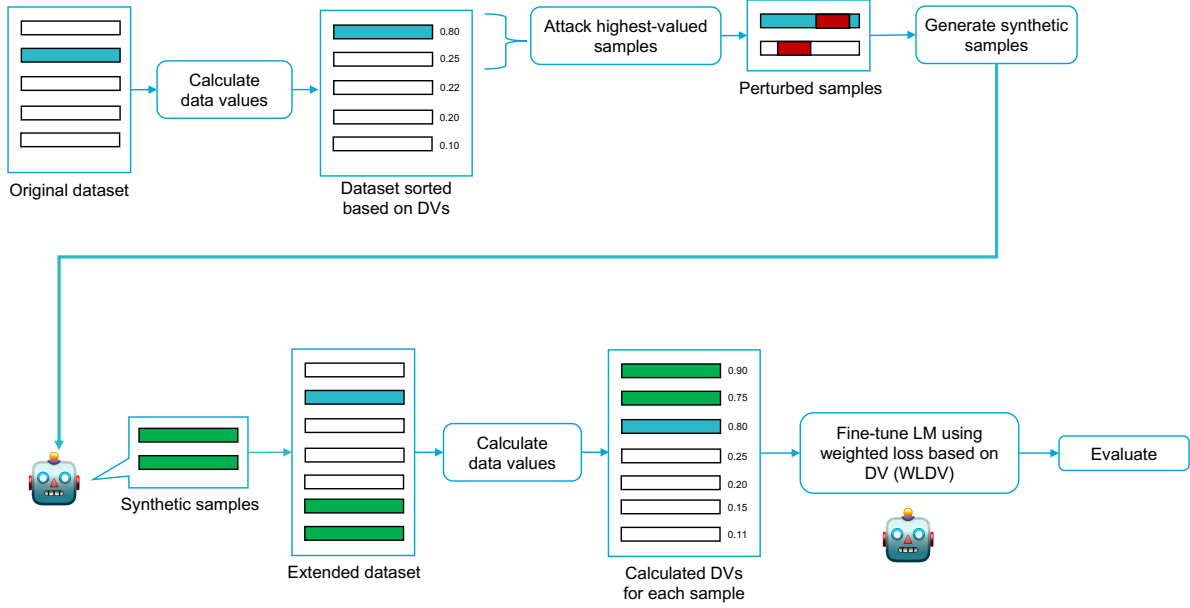 Original dataset
Calculate
data values
0.80
0.25
0.22
0.20
0.10
Dataset sorted
based on DVs
Attack highest-valued
samples
Perturbed samples
Generate synthetic
samples
Synthetic samples
Extended dataset
Calculate
data values
0.90
0.75
0.80
0.25
0.20
0.15
0.11
Calculated DVs
for each sample
Fine-tune LM using
weighted loss based on
DV (WLDV)
Evaluate